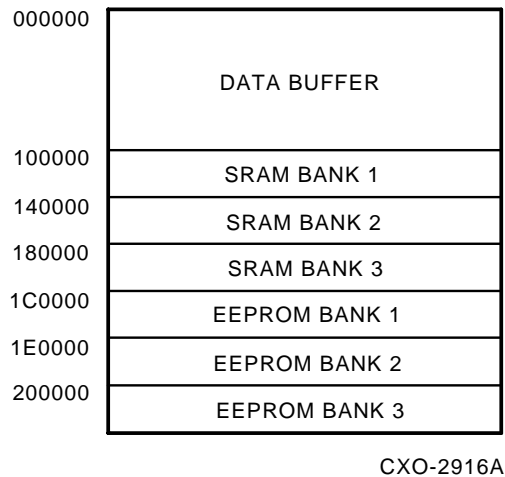 000000
DATA BUFFER
100000
SRAM BANK 1
140000
SRAM BANK 2
180000
SRAM BANK 3
1C0000
EEPROM BANK 1
1E0000
EEPROM BANK 2
200000
EEPROM BANK 3
CXO-2916A